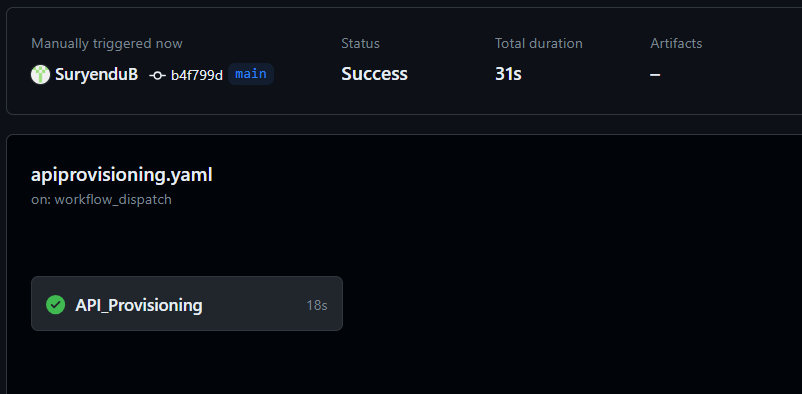 Manually triggered now Status Total duration Artifacts
SuryenduB b4f799d main Success 31s –
apiprovisioning.yaml
on: workflow_dispatch
API_Provisioning 18s